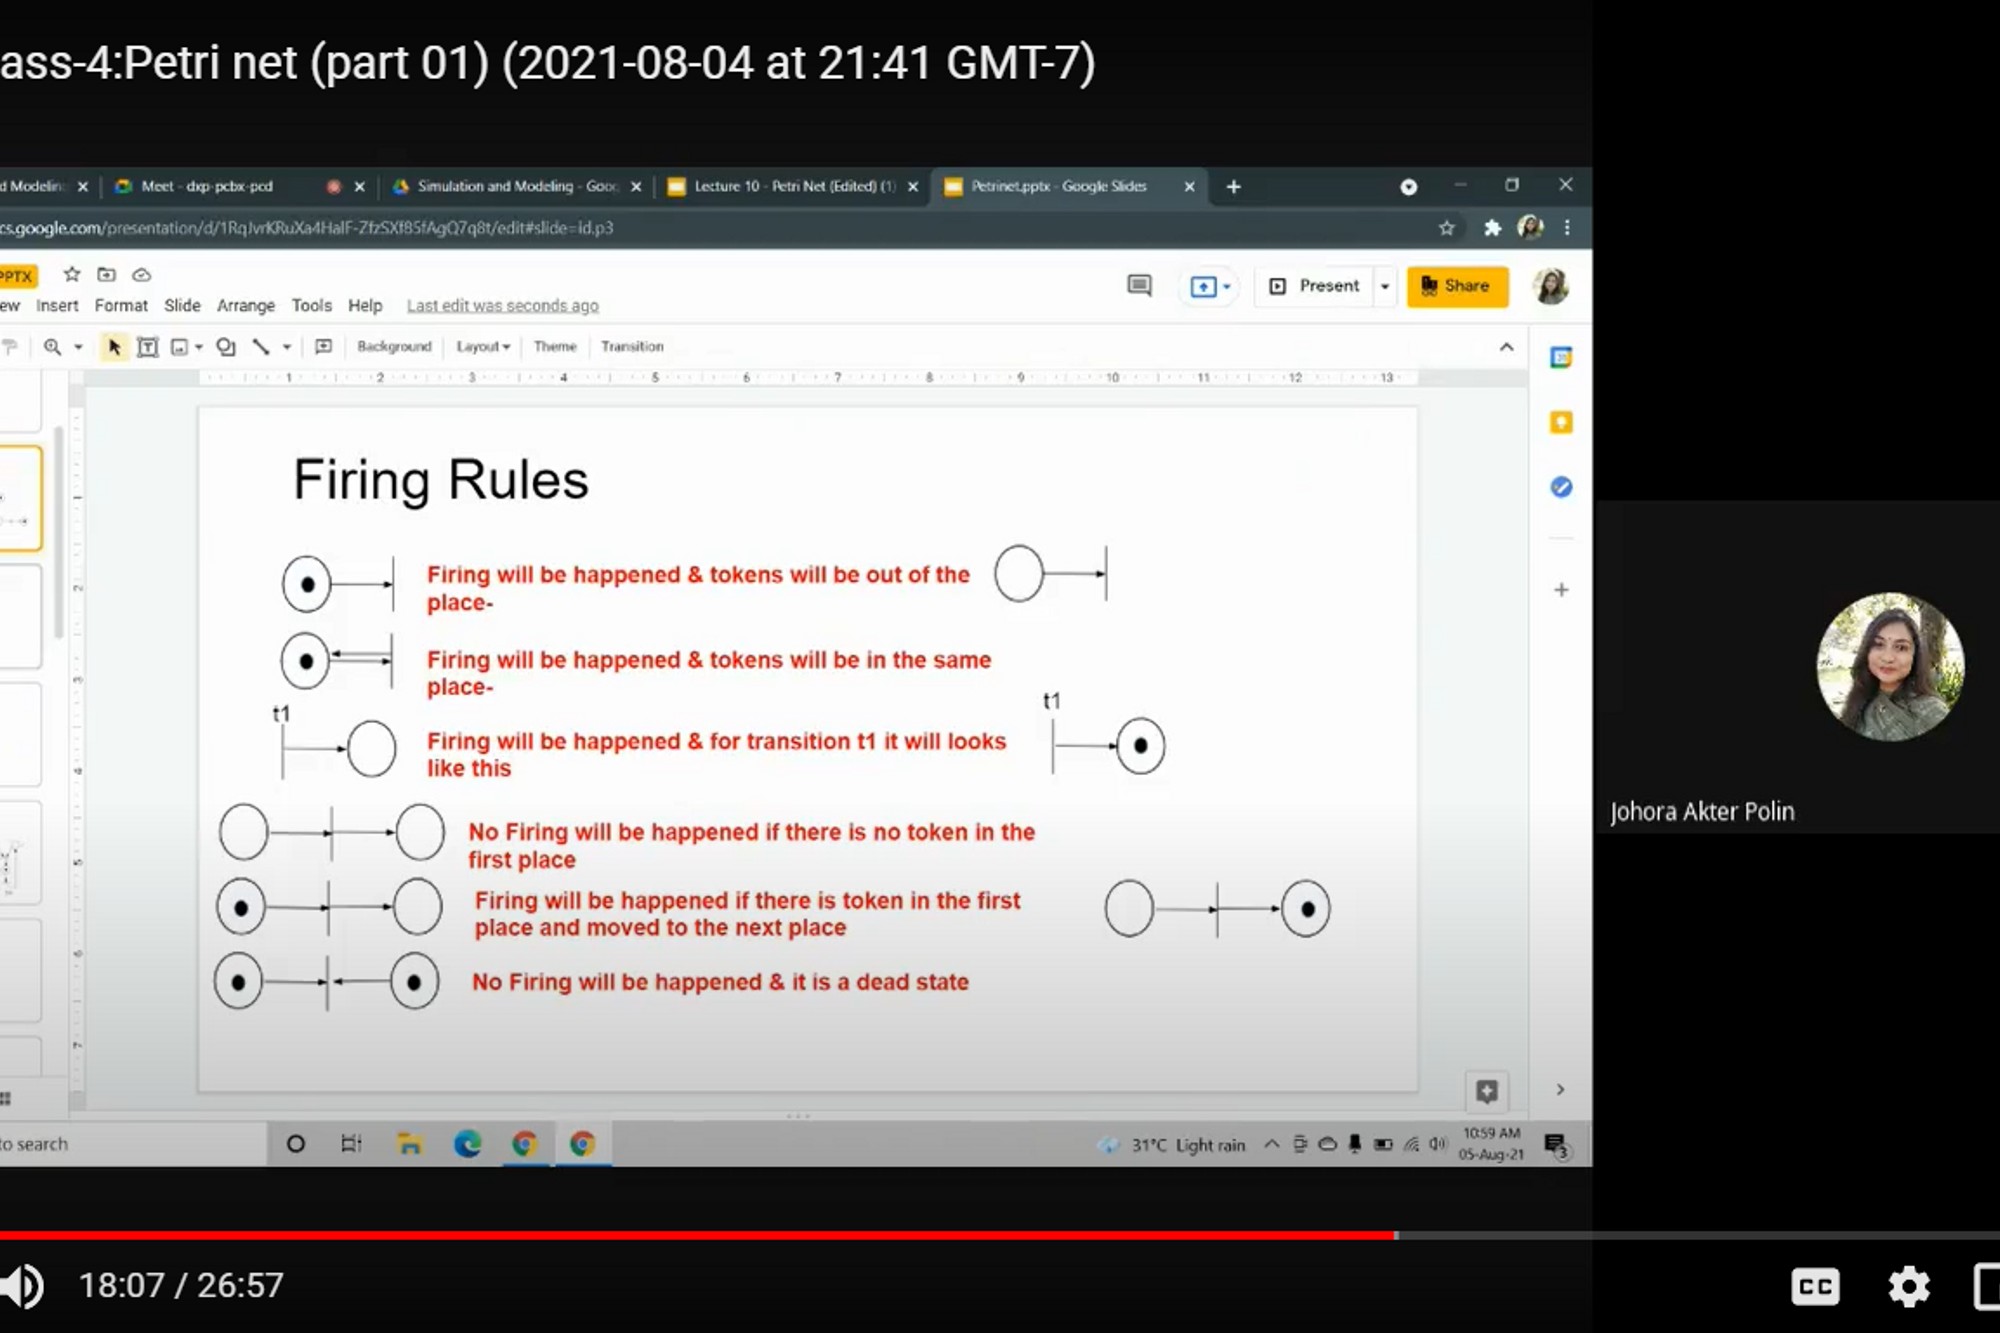 ass-4:Petri net (part 01) (2021-08-04 at 21:41 GMT-7)
d Modelin
Meet - dxp-pcbx-pcd
Simulation and Modeling - Goo
Lecture 10 - Petri Net (Edited) (1)
Petrinet.pptx - Google Slides
cs.google.com/presentation/d/1RqJvrKRuXa4HalF-ZfzSXf85fAgQ7q8t/edit#slide=id.p3
PPTX
Present
Share
ew Insert Format Slide Arrange Tools Help Last edit was seconds ago
Background Layout Theme Transition
1 2 3 4 5 6 7 8 9 10 11 12 13
Firing Rules
Firing will be happened & tokens will be out of the
place-
Firing will be happened & tokens will be in the same
place-
t1
t1
Firing will be happened & for transition t1 it will looks
like this
No Firing will be happened if there is no token in the
first place
Firing will be happened if there is token in the first
place and moved to the next place
No Firing will be happened & it is a dead state
1
2
3
4
5
6
7
Johora Akter Polin
to search
31°C Light rain
10:59 AM
05-Aug-21
3
18:07 / 26:57
CC